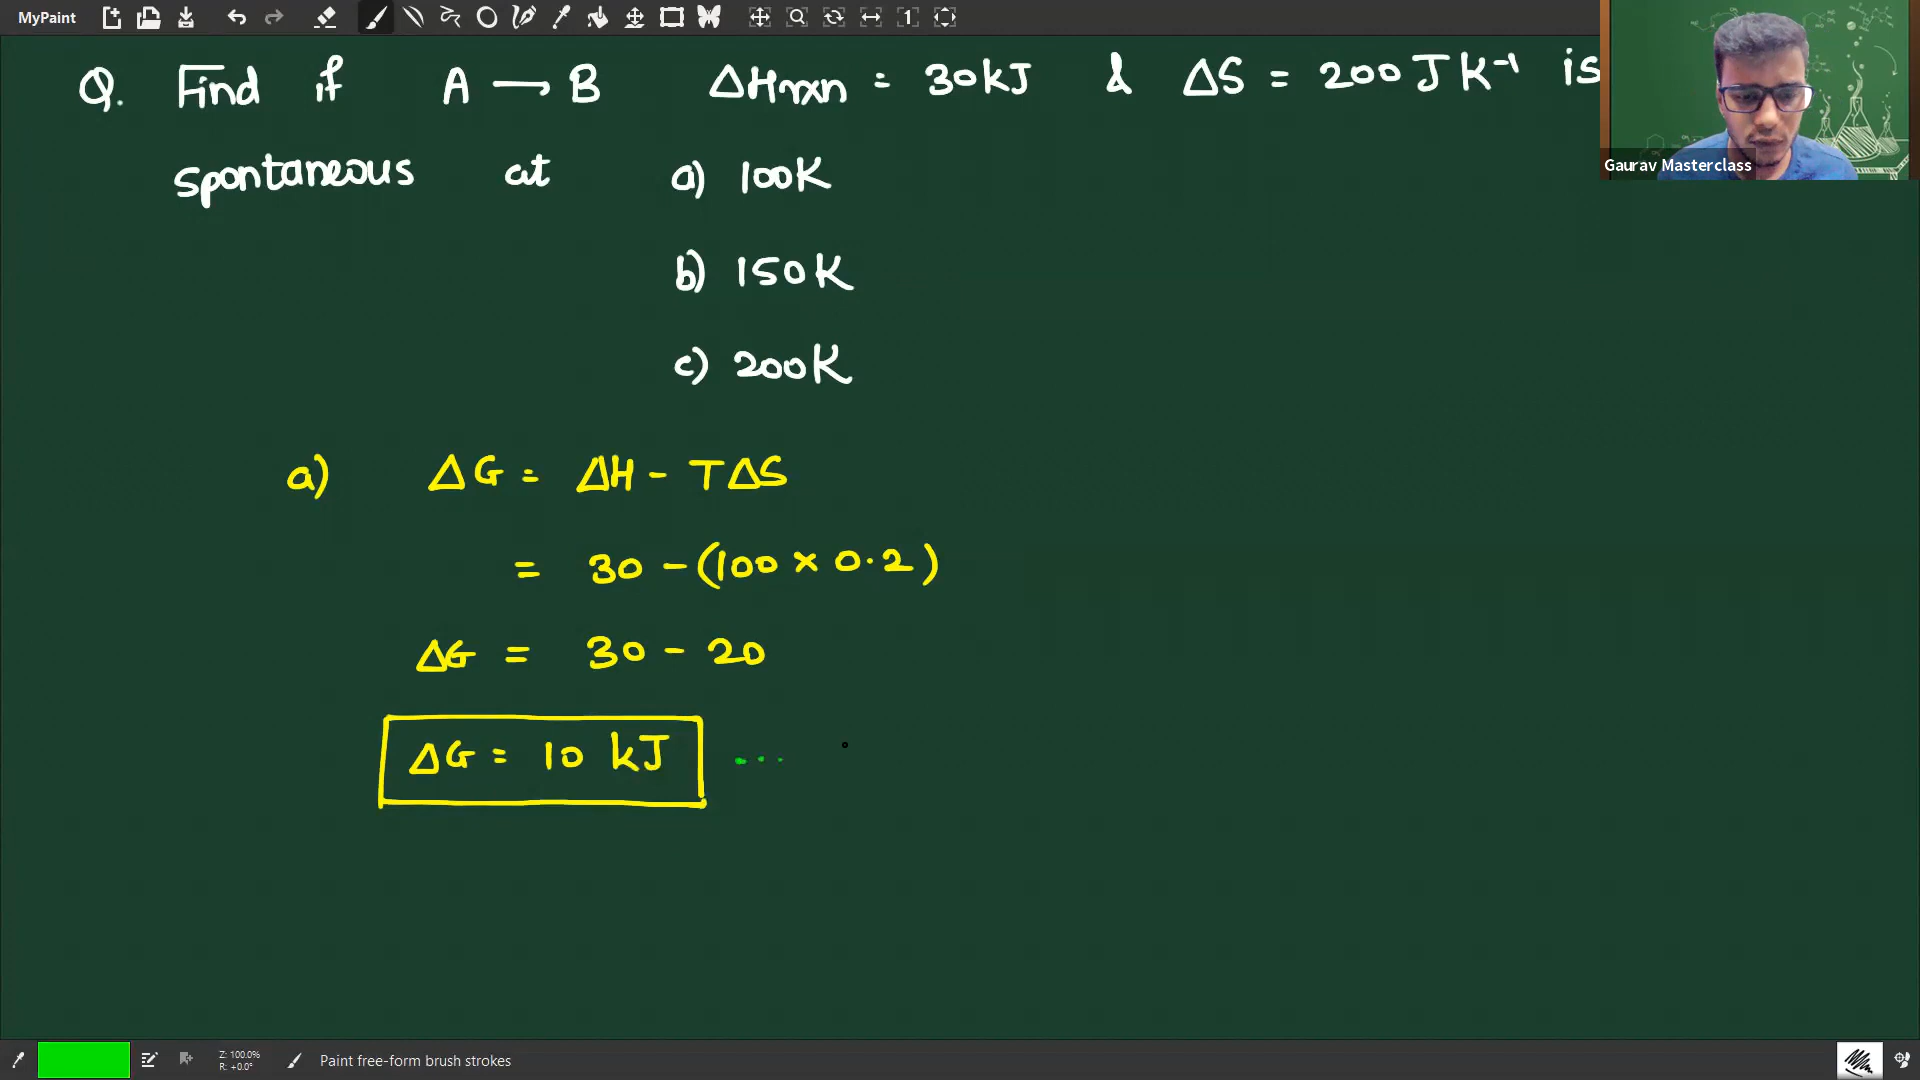 MyPaint
Q. Find if A → B ΔHrxn = 30kJ & ΔS = 200 J K⁻¹ is
Gaurav Masterclass
spontaneous at a) 100K
b) 150K
c) 200K
a) ΔG = ΔH - TΔS
= 30 - (100 × 0.2)
ΔG = 30 - 20
ΔG = 10 kJ ...
Z: 100.0%
R: +0.0°
Paint free-form brush strokes